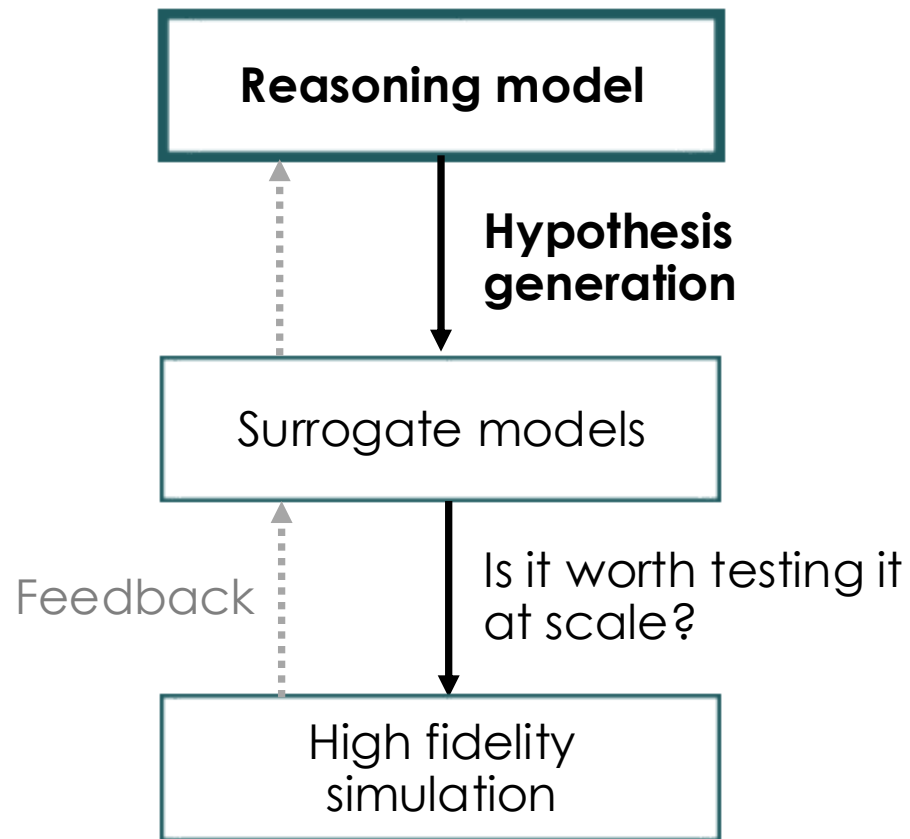 Reasoning model
Hypothesis
generation
Surrogate models
Feedback
Is it worth testing it
at scale?
High fidelity
simulation